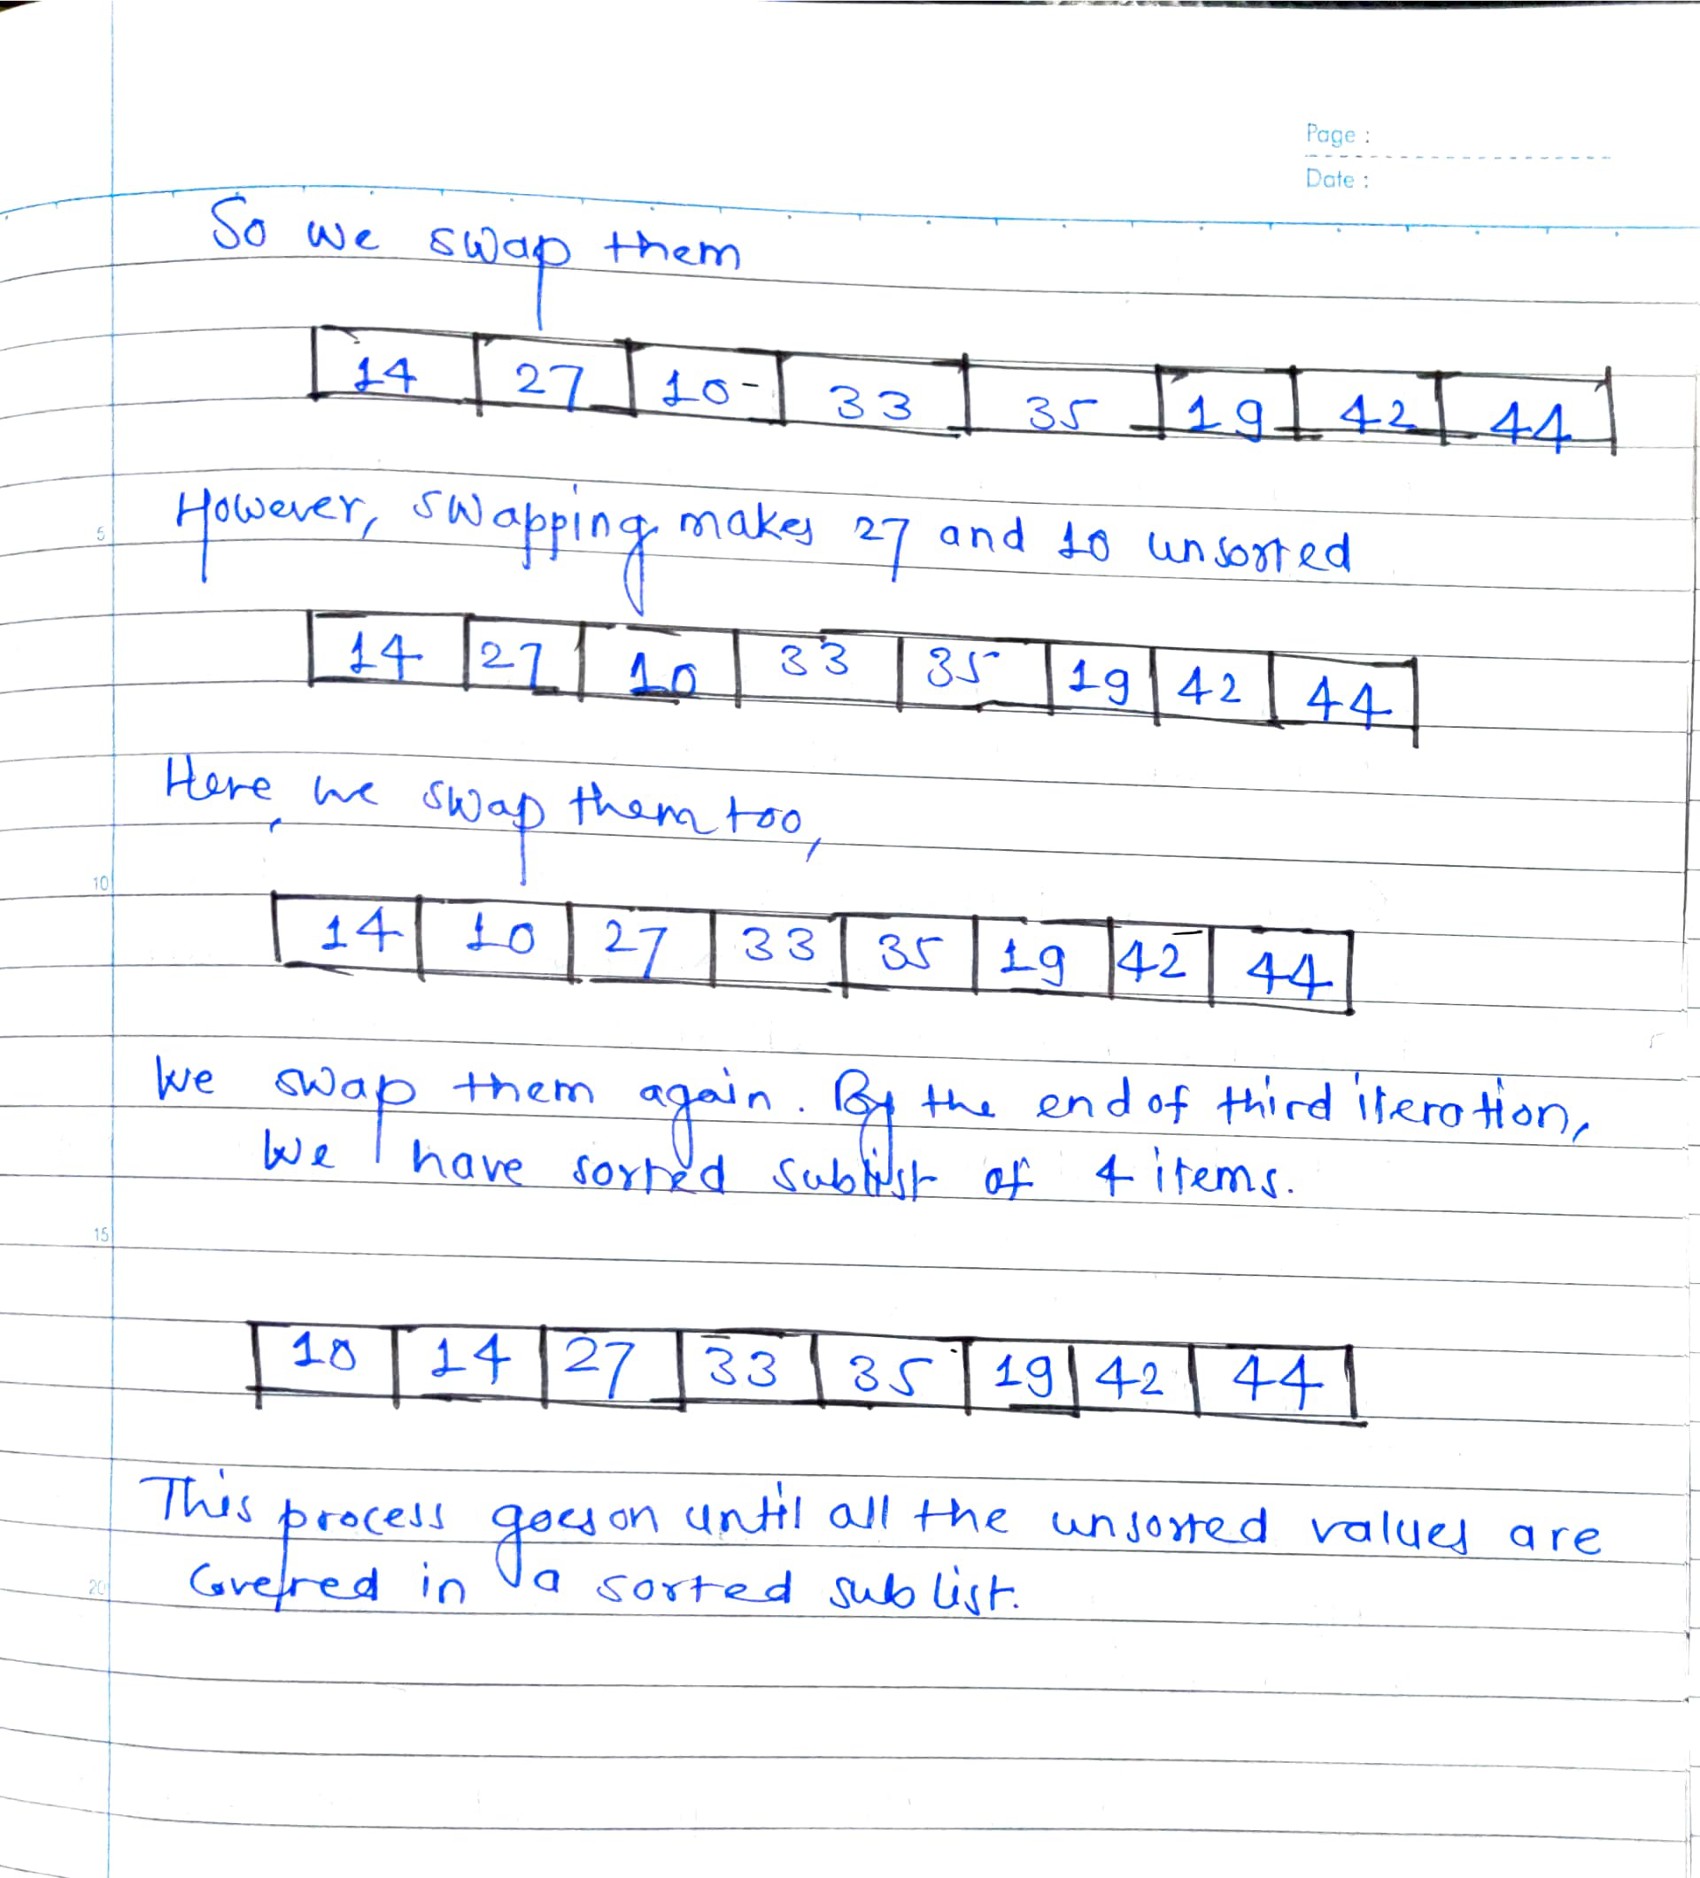 Page :
Date :
So we swap them
14 27 10 33 35 19 42 44
5
However, swapping makes 27 and 10 unsorted
14 27 10 33 35 19 42 44
Here, we swap them too,
10
14 10 27 33 35 19 42 44
We swap them again. By the end of third iteration,
We have sorted sublist of 4 items.
15
10 14 27 33 35 19 42 44
This process goes on until all the unsorted values are
20
Covered in a sorted sub list.